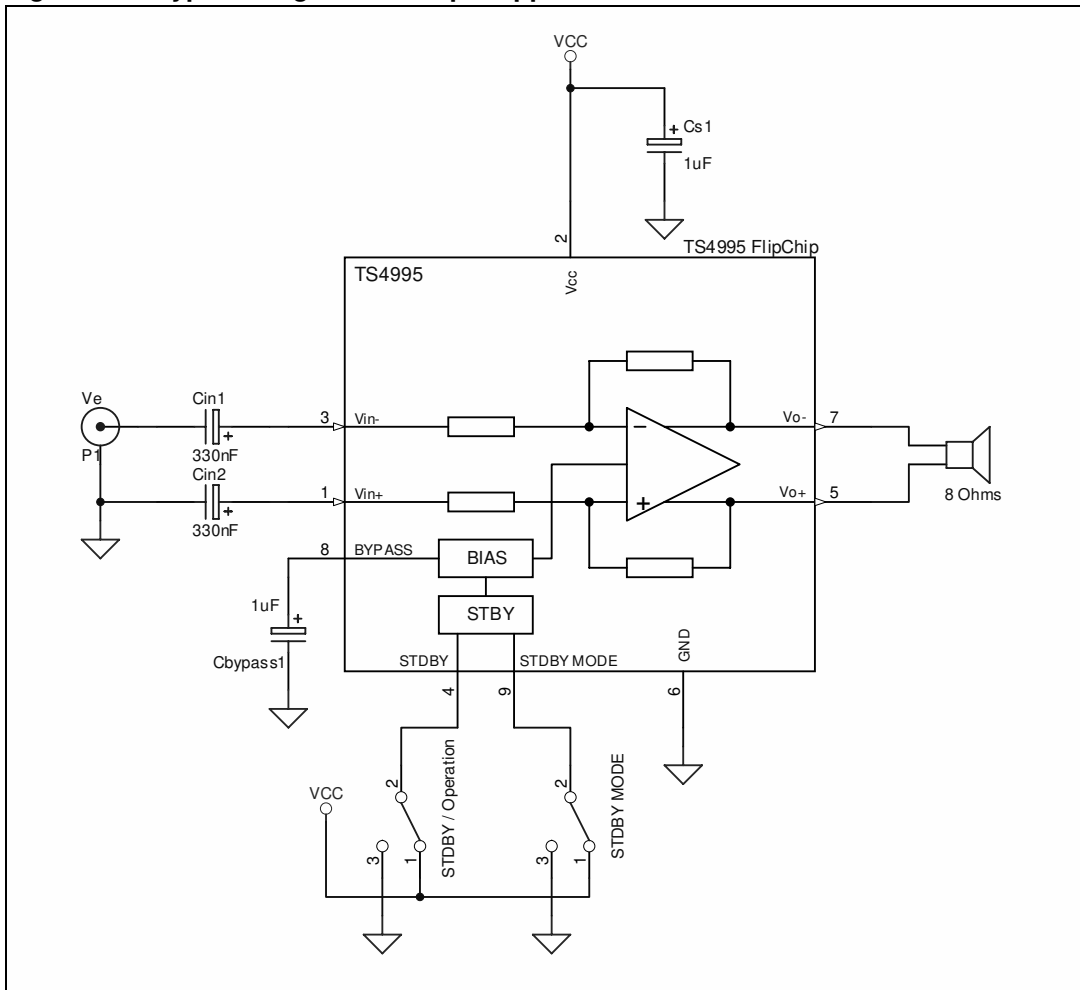 VCC
+ Cs1
1uF
2
TS4995 FlipChip
TS4995
Vcc
Ve
P1
Cin1
+
330nF
3
Vin-
Vo-
7
−
Cin2
+
330nF
1
Vin+
+
Vo+
5
8 Ohms
8
BYPASS
BIAS
STBY
1uF
+
Cbypass1
STDBY
STDBY MODE
GND
4
9
6
VCC
2
3
1
STDBY / Operation
2
3
1
STDBY MODE